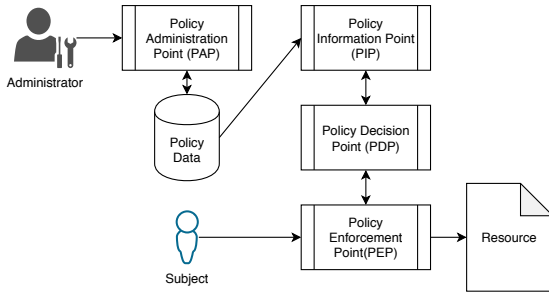 Policy
Administration
Point (PAP)
Policy
Information Point
(PIP)
Administrator
Policy
Data
Policy Decision
Point (PDP)
Policy
Enforcement
Point(PEP)
Resource
Subject